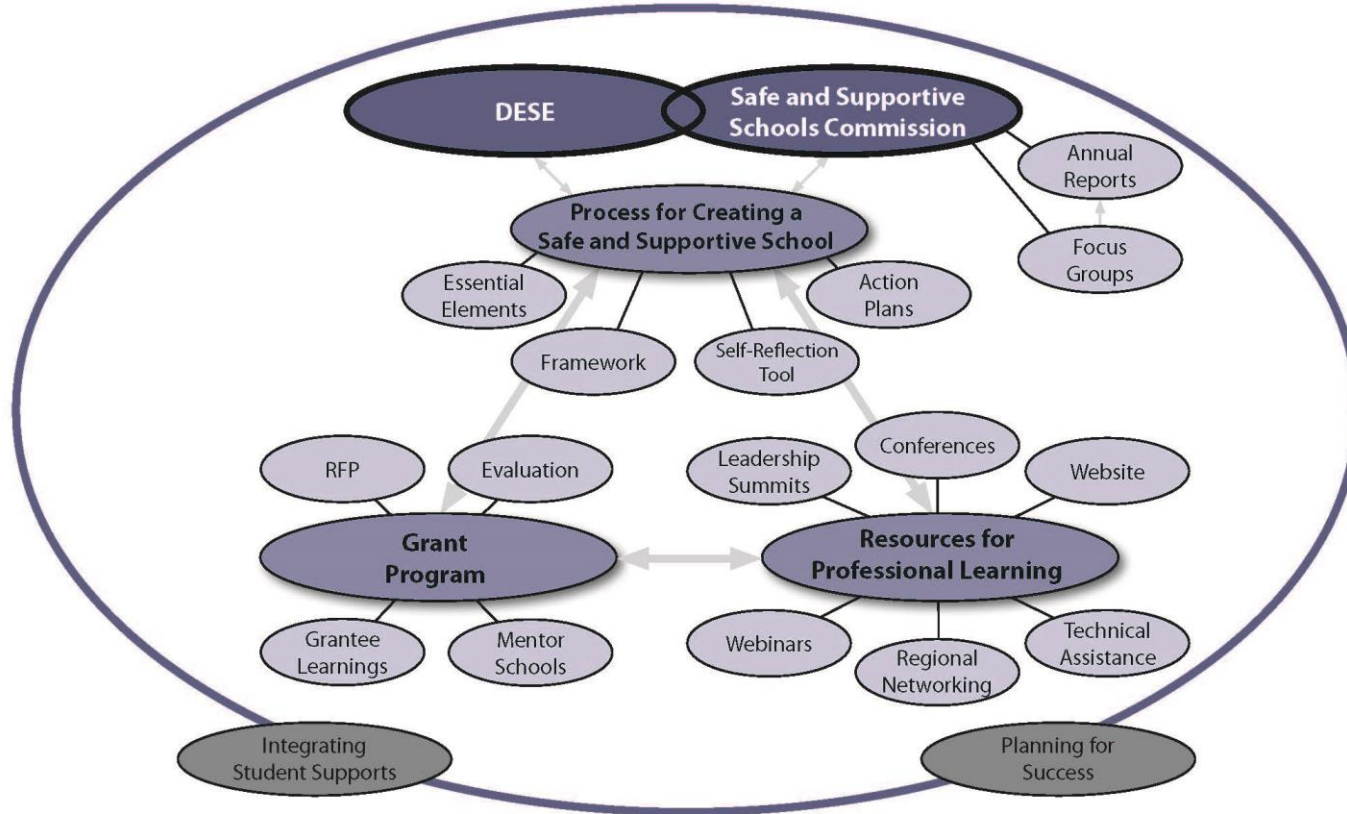 DESE
Safe and Supportive
Schools Commission
Annual
Reports
Process for Creating a
Safe and Supportive School
Focus
Groups
Essential
Elements
Action
Plans
Framework
Self-Reflection
Tool
RFP
Evaluation
Leadership
Summits
Conferences
Website
Grant
Program
Resources for
Professional Learning
Grantee
Learnings
Mentor
Schools
Webinars
Regional
Networking
Technical
Assistance
Integrating
Student Supports
Planning for
Success